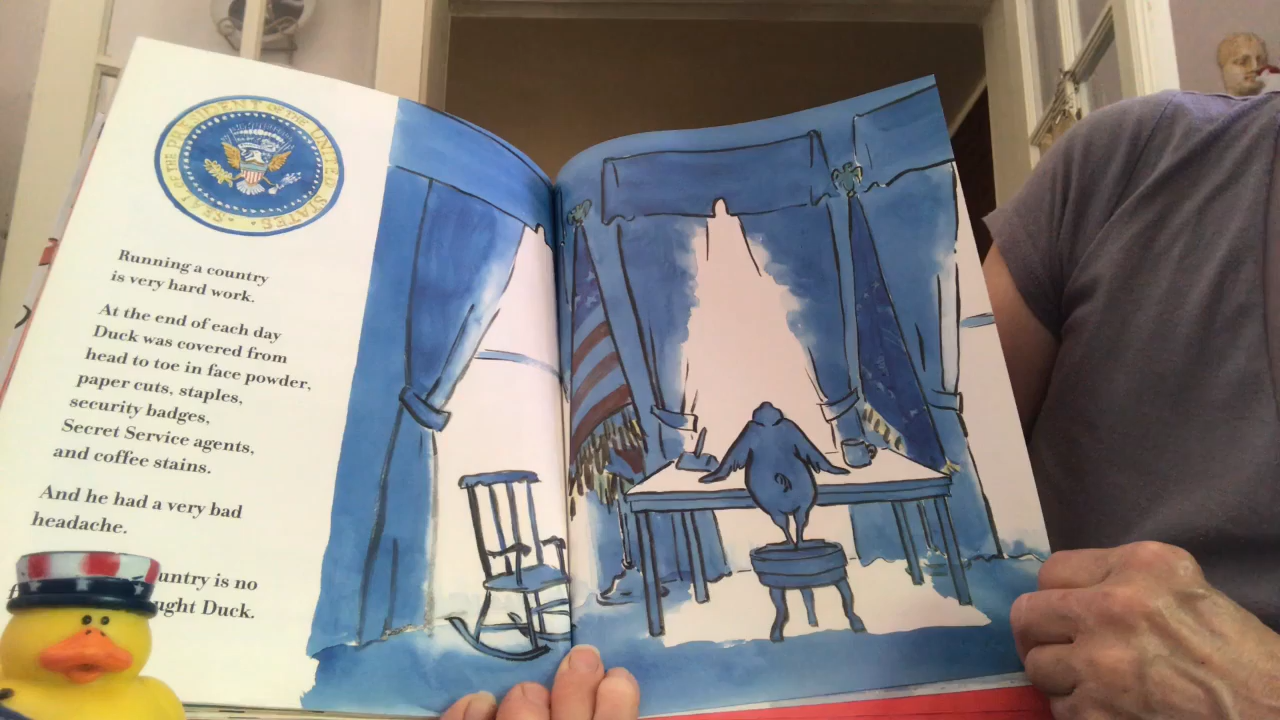 SEAL OF THE PRESIDENT OF THE UNITED STATES
Running a country
is very hard work.
At the end of each day
Duck was covered from
head to toe in face powder,
paper cuts, staples,
security badges,
Secret Service agents,
and coffee stains.
And he had a very bad
headache.
untry is no
ught Duck.